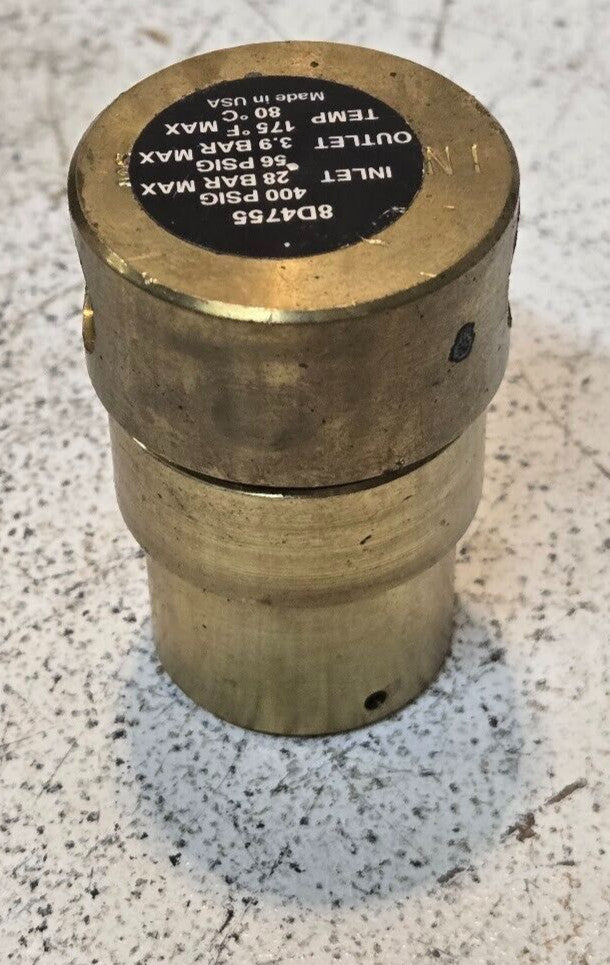 8D4755
400 PSIG
INLET 28 BAR MAX
56 PSIG
OUTLET 3.9 BAR MAX
175 °F MAX
TEMP 80 °C
Made in USA
IN